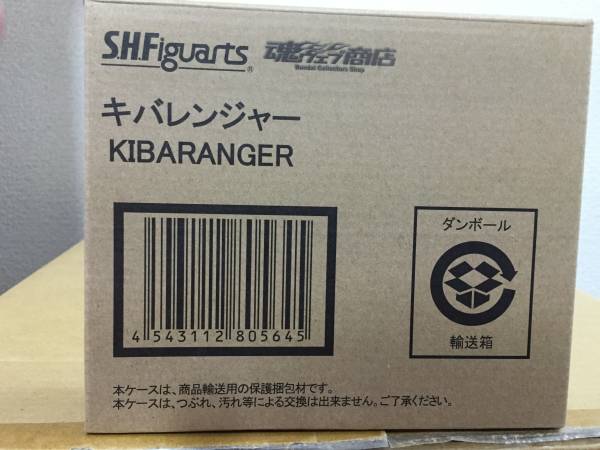 S.H.Figuarts® 魂ウェブ商店
Bandai Collectors Shop
キバレンジャー
KIBARANGER
4 543112 805645
ダンボール
輸送箱
本ケースは、商品輸送用の保護梱包材です。
本ケースは、つぶれ、汚れ等による交換は出来ません。ご了承ください。